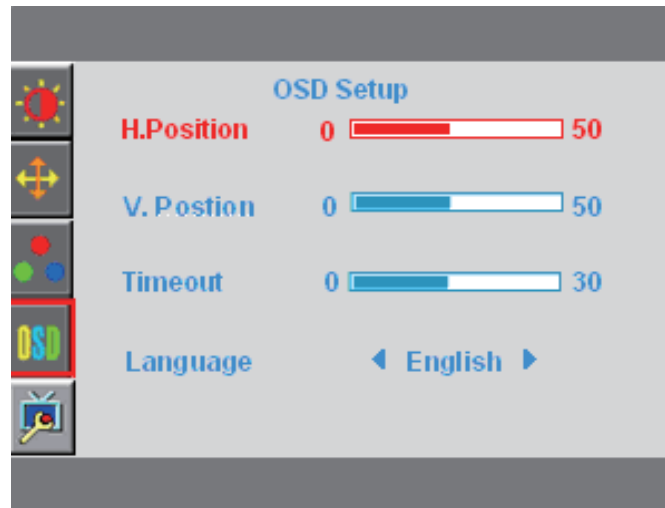 OSD Setup
H.Position 0 50
V. Postion 0 50
Timeout 0 30
OSD
Language English